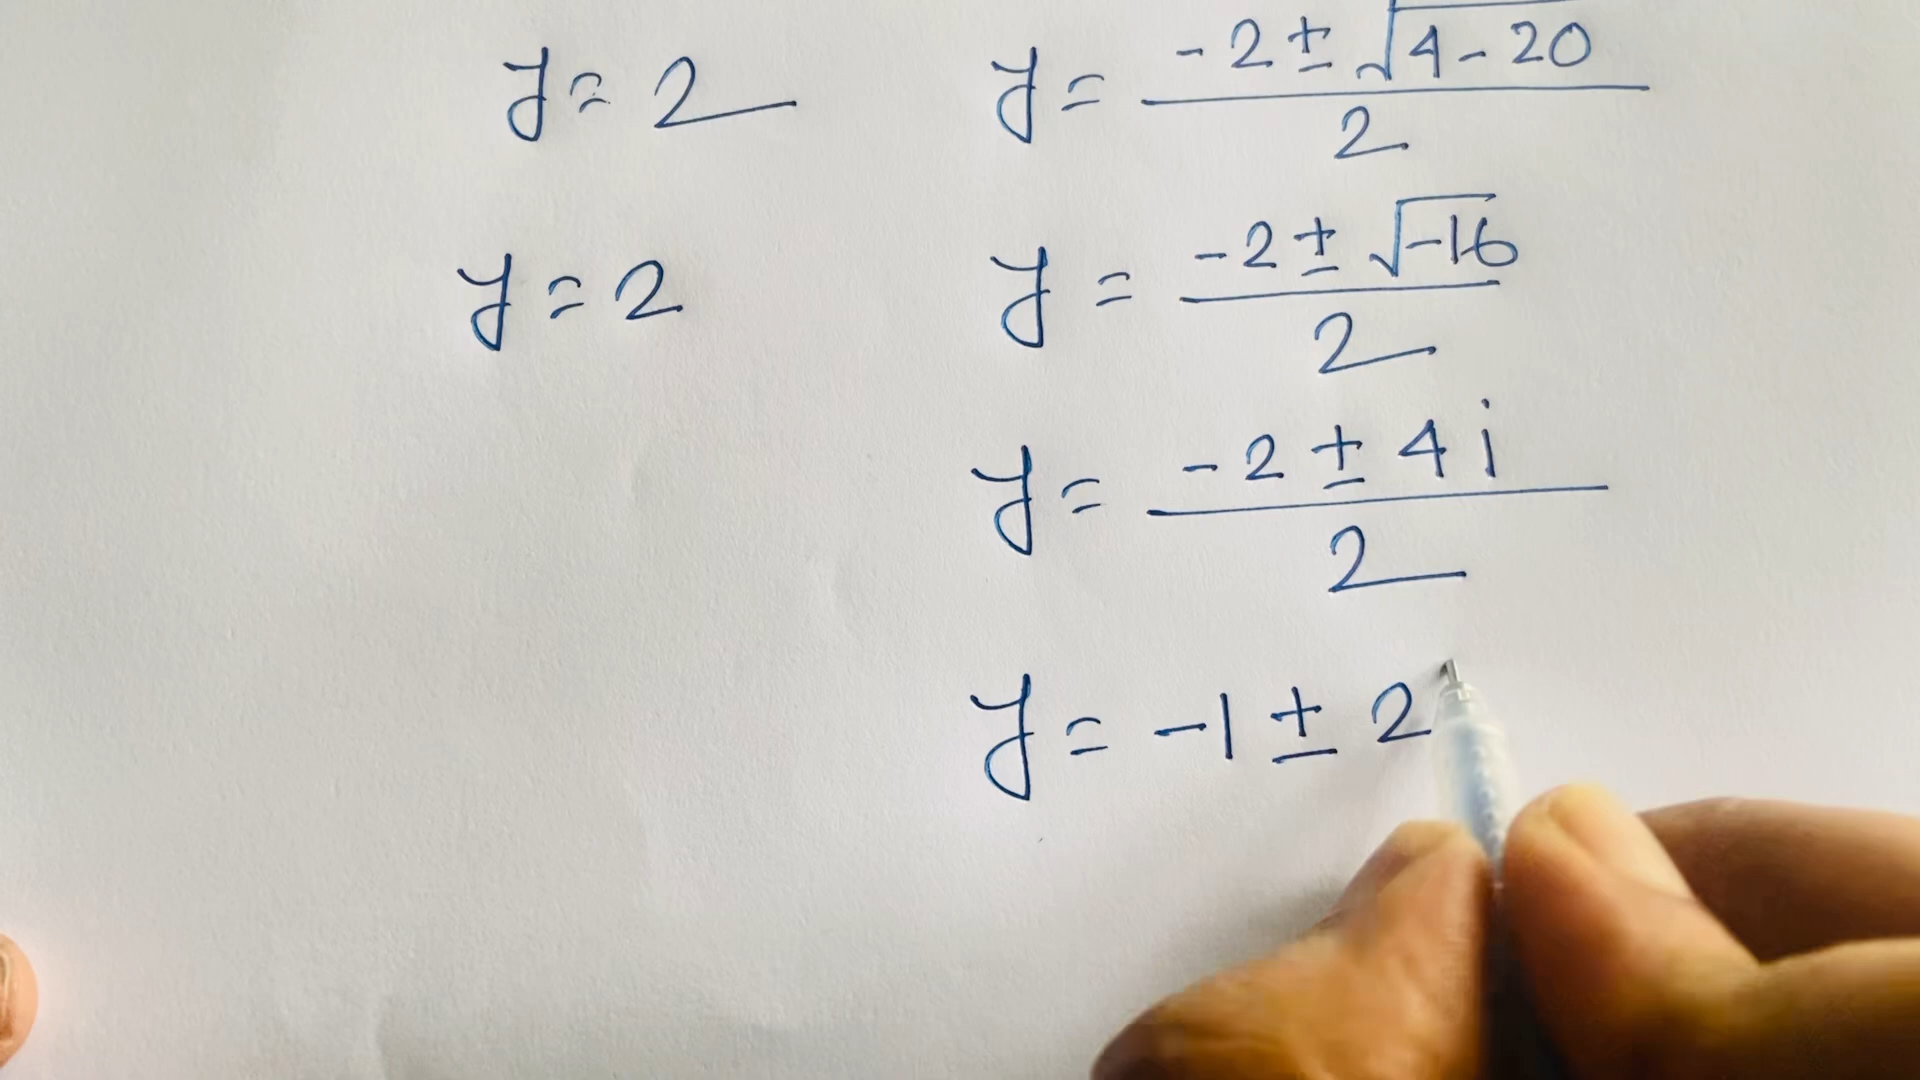 y = 2
y = (-2 ± √(4-20))/2
y = 2
y = (-2 ± √-16)/2
y = (-2 ± 4i)/2
y = -1 ± 2